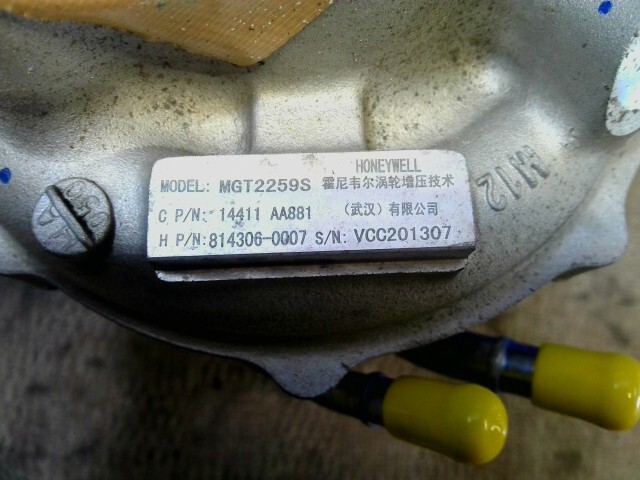 HONEYWELL
MODEL: MGT2259S 霍尼韦尔涡轮增压技术
C P/N: 14411 AA881 (武汉)有限公司
H P/N:814306-0007 S/N: VCC201307
M12